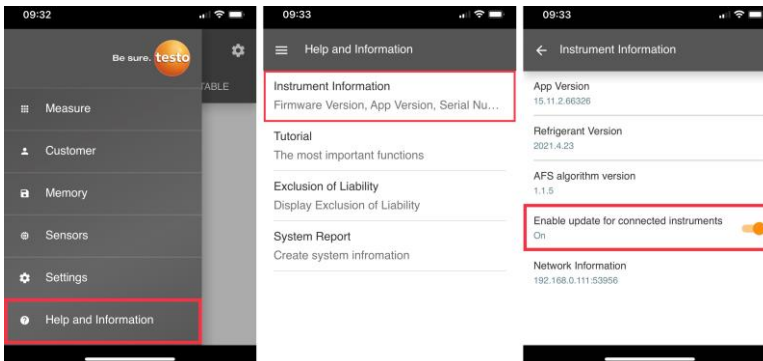 09:32
Be sure. testo
TABLE
Measure
Customer
Memory
Sensors
Settings
Help and Information
09:33
Help and Information
Instrument Information
Firmware Version, App Version, Serial Nu...
Tutorial
The most important functions
Exclusion of Liability
Display Exclusion of Liability
System Report
Create system infromation
09:33
Instrument Information
App Version
15.11.2.66326
Refrigerant Version
2021.4.23
AFS algorithm version
1.1.5
Enable update for connected instruments
On
Network Information
192.168.0.111:53956